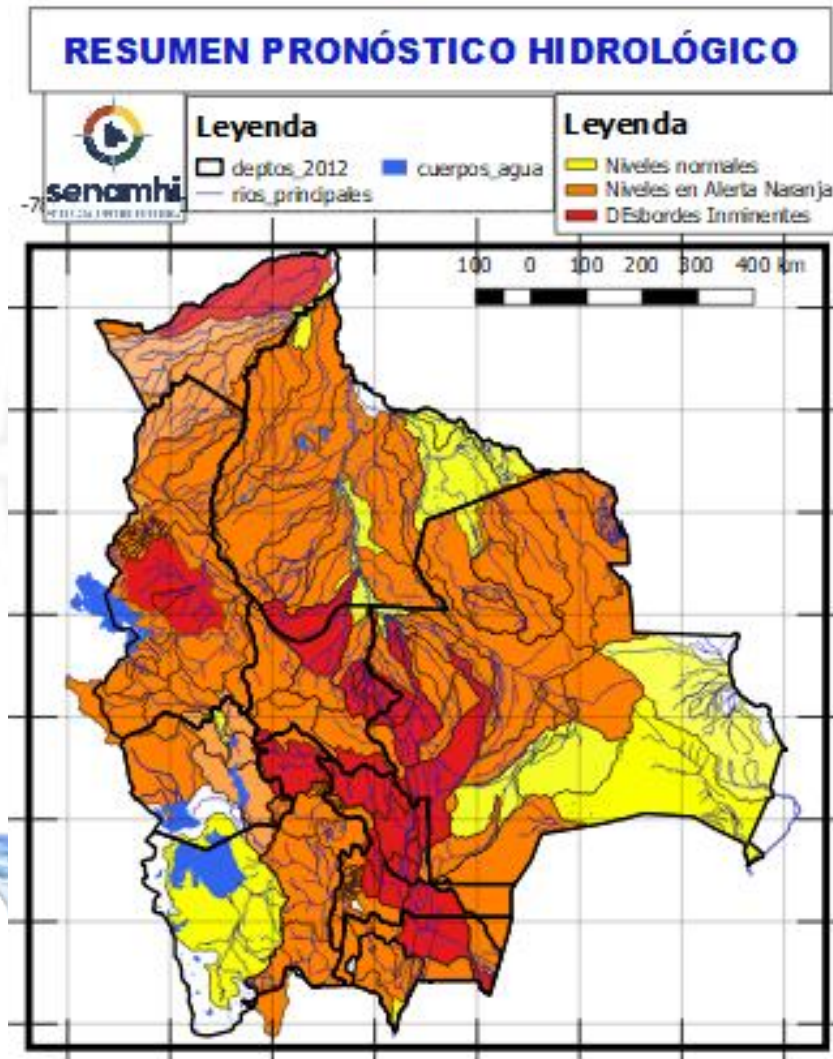 RESUMEN PRONÓSTICO HIDROLÓGICO
senamhi
Leyenda
deptos_2012
cuerpos_agua
rios_principales
Leyenda
Niveles normales
Niveles en Alerta Naranja
DEsbordes Inminentes
100 0 100 200 300 400 km